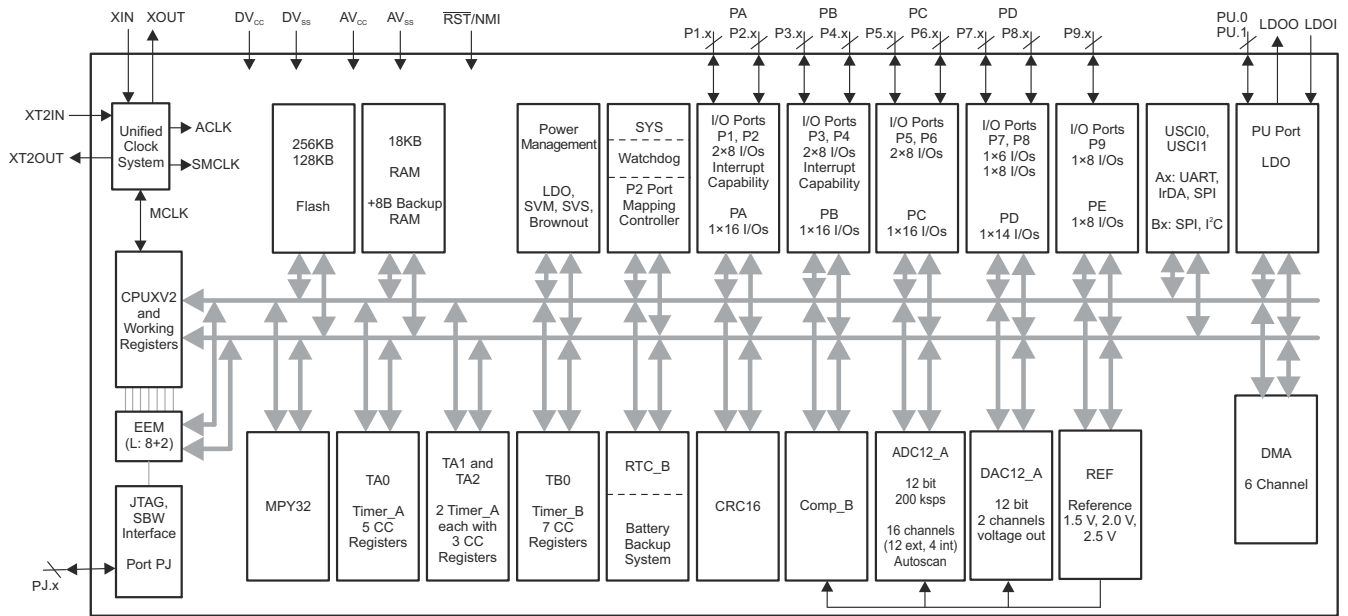 XIN
XOUT
DVCC
DVSS
AVCC
AVSS
RST/NMI
PA
P1.x
P2.x
PB
P3.x
P4.x
PC
P5.x
P6.x
PD
P7.x
P8.x
P9.x
PU.0
PU.1
LDOO
LDOI
XT2IN
XT2OUT
Unified
Clock
System
ACLK
SMCLK
MCLK
256KB
128KB
Flash
18KB
RAM
+8B Backup
RAM
Power
Management
LDO,
SVM, SVS,
Brownout
SYS
Watchdog
P2 Port
Mapping
Controller
I/O Ports
P1, P2
2×8 I/Os
Interrupt
Capability
PA
1×16 I/Os
I/O Ports
P3, P4
2×8 I/Os
Interrupt
Capability
PB
1×16 I/Os
I/O Ports
P5, P6
2×8 I/Os
PC
1×16 I/Os
I/O Ports
P7, P8
1×6 I/Os
1×8 I/Os
PD
1×14 I/Os
I/O Ports
P9
1×8 I/Os
PE
1×8 I/Os
USCI0,
USCI1
Ax: UART,
IrDA, SPI
Bx: SPI, I²C
PU Port
LDO
CPUXV2
and
Working
Registers
EEM
(L: 8+2)
JTAG,
SBW
Interface
Port PJ
PJ.x
MPY32
TA0
Timer_A
5 CC
Registers
TA1 and
TA2
2 Timer_A
each with
3 CC
Registers
TB0
Timer_B
7 CC
Registers
RTC_B
Battery
Backup
System
CRC16
Comp_B
ADC12_A
12 bit
200 ksps
16 channels
(12 ext, 4 int)
Autoscan
DAC12_A
12 bit
2 channels
voltage out
REF
Reference
1.5 V, 2.0 V,
2.5 V
DMA
6 Channel